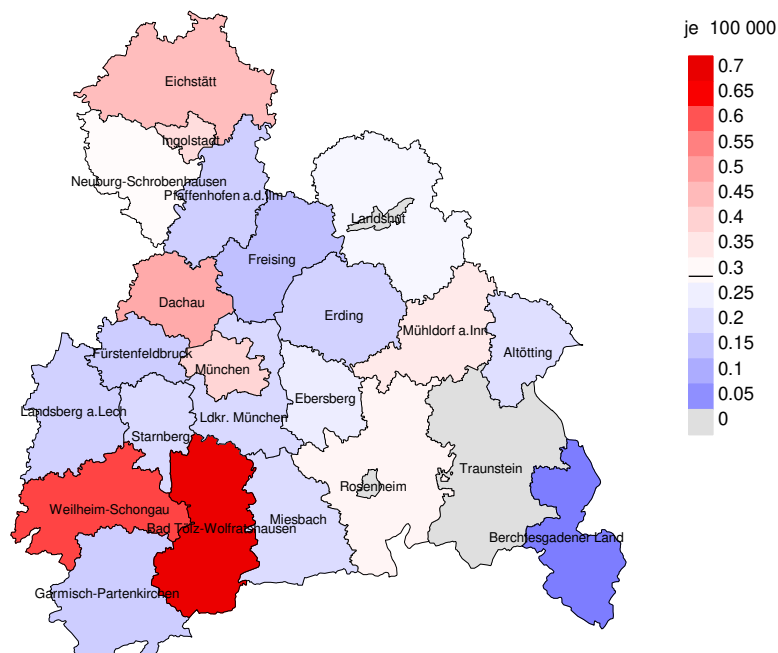 je 100 000
0.7
0.65
0.6
0.55
0.5
0.45
0.4
0.35
0.3
0.25
0.2
0.15
0.1
0.05
0
Eichstätt
Ingolstadt
Neuburg-Schrobenhausen
Pfaffenhofen a.d.Ilm
Landshut
Freising
Dachau
Erding
Mühldorf a.Inn
Fürstenfeldbruck
München
Altötting
Ebersberg
Landsberg a.Lech
Ldkr. München
Starnberg
Traunstein
Rosenheim
Weilheim-Schongau
Miesbach
Bad Tölz-Wolfratshausen
Berchtesgadener Land
Garmisch-Partenkirchen